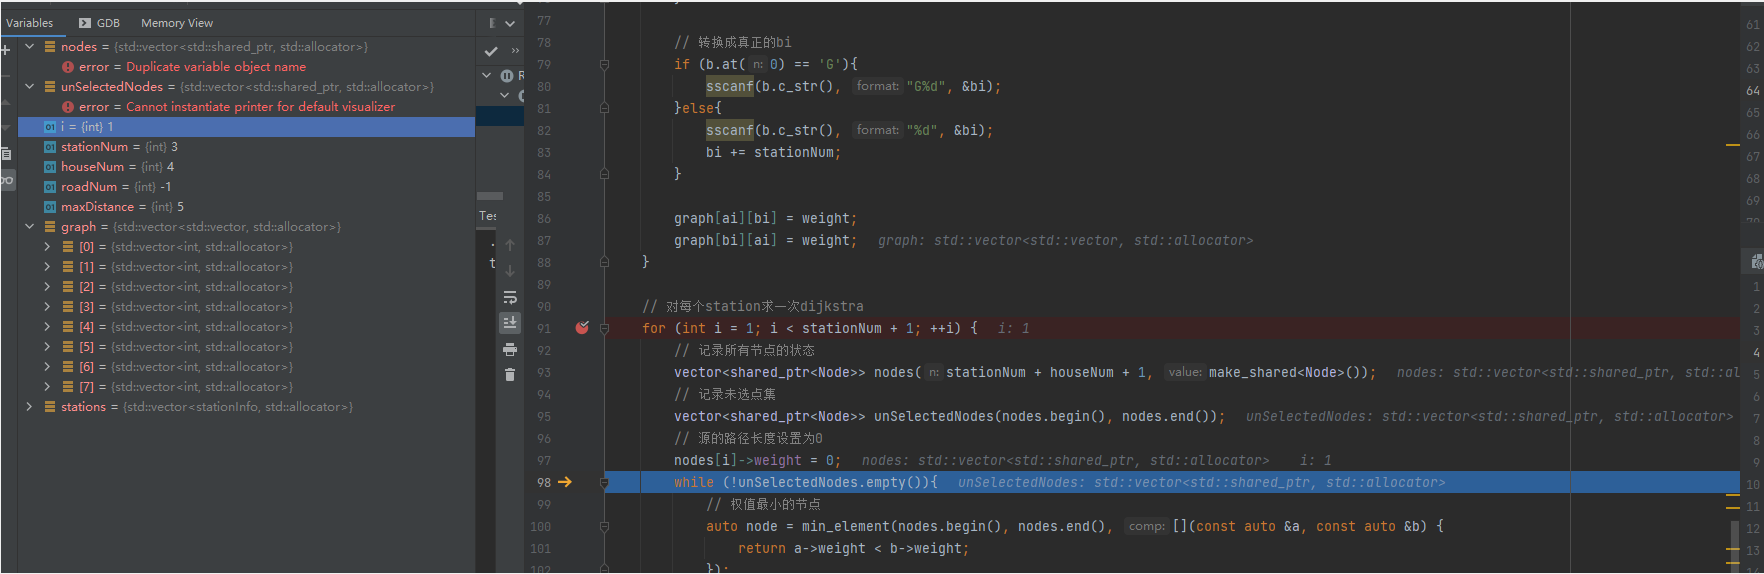 Variables GDB Memory View
nodes = {std::vector<std::shared_ptr, std::allocator>}
error = Duplicate variable object name
unSelectedNodes = {std::vector<std::shared_ptr, std::allocator>}
error = Cannot instantiate printer for default visualizer
i = {int} 1
stationNum = {int} 3
houseNum = {int} 4
roadNum = {int} -1
maxDistance = {int} 5
graph = {std::vector<std::vector, std::allocator>}
[0] = {std::vector<int, std::allocator>}
[1] = {std::vector<int, std::allocator>}
[2] = {std::vector<int, std::allocator>}
[3] = {std::vector<int, std::allocator>}
[4] = {std::vector<int, std::allocator>}
[5] = {std::vector<int, std::allocator>}
[6] = {std::vector<int, std::allocator>}
[7] = {std::vector<int, std::allocator>}
stations = {std::vector<stationInfo, std::allocator>}
Tes
77
78 // 转换成真正的bi
79 if (b.at( n: 0) == 'G'){
80 sscanf(b.c_str(), format: "G%d", &bi);
81 }else{
82 sscanf(b.c_str(), format: "%d", &bi);
83 bi += stationNum;
84 }
85
86 graph[ai][bi] = weight;
87 graph[bi][ai] = weight; graph: std::vector<std::vector, std::allocator>
88 }
89
90 // 对每个station求一次dijkstra
91 for (int i = 1; i < stationNum + 1; ++i) { i: 1
92 // 记录所有节点的状态
93 vector<shared_ptr<Node>> nodes( n: stationNum + houseNum + 1, value: make_shared<Node>()); nodes: std::vector<std::shared_ptr, std::al
94 // 记录未选点集
95 vector<shared_ptr<Node>> unSelectedNodes(nodes.begin(), nodes.end()); unSelectedNodes: std::vector<std::shared_ptr, std::allocator>
96 // 源的路径长度设置为0
97 nodes[i]->weight = 0; nodes: std::vector<std::shared_ptr, std::allocator> i: 1
98 while (!unSelectedNodes.empty()){ unSelectedNodes: std::vector<std::shared_ptr, std::allocator>
99 // 权值最小的节点
100 auto node = min_element(nodes.begin(), nodes.end(), comp: [](const auto &a, const auto &b) {
101 return a->weight < b->weight;
102 });
61
62
63
64
65
66
67
68
69
1
2
3
4
5
6
7
8
9
10
11
12
13